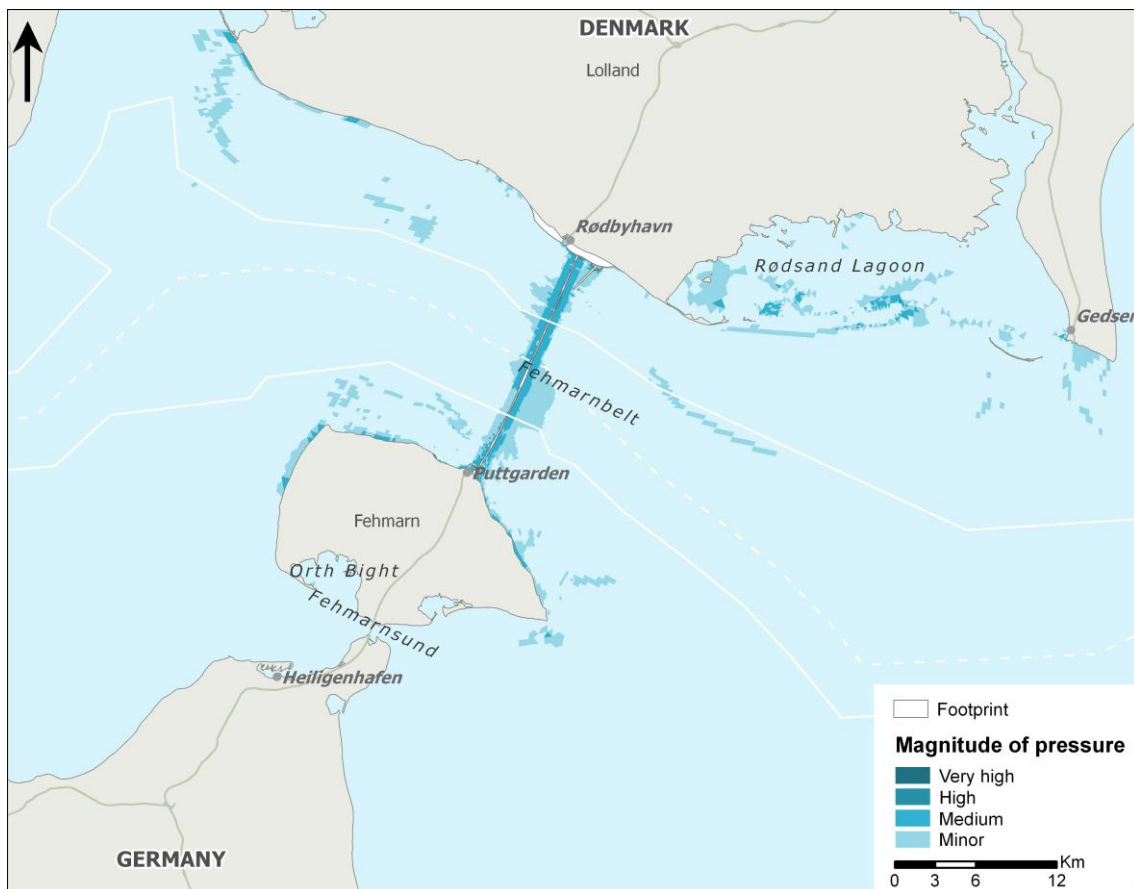 DENMARK
Lolland
Rødbyhavn
Rødsand Lagoon
Gedser
Fehmarnbelt
Puttgarden
Fehmarn
Orth Bight
Fehmarnsund
Heiligenhafen
GERMANY
Footprint
Magnitude of pressure
Very high
High
Medium
Minor
Km
0 3 6 12